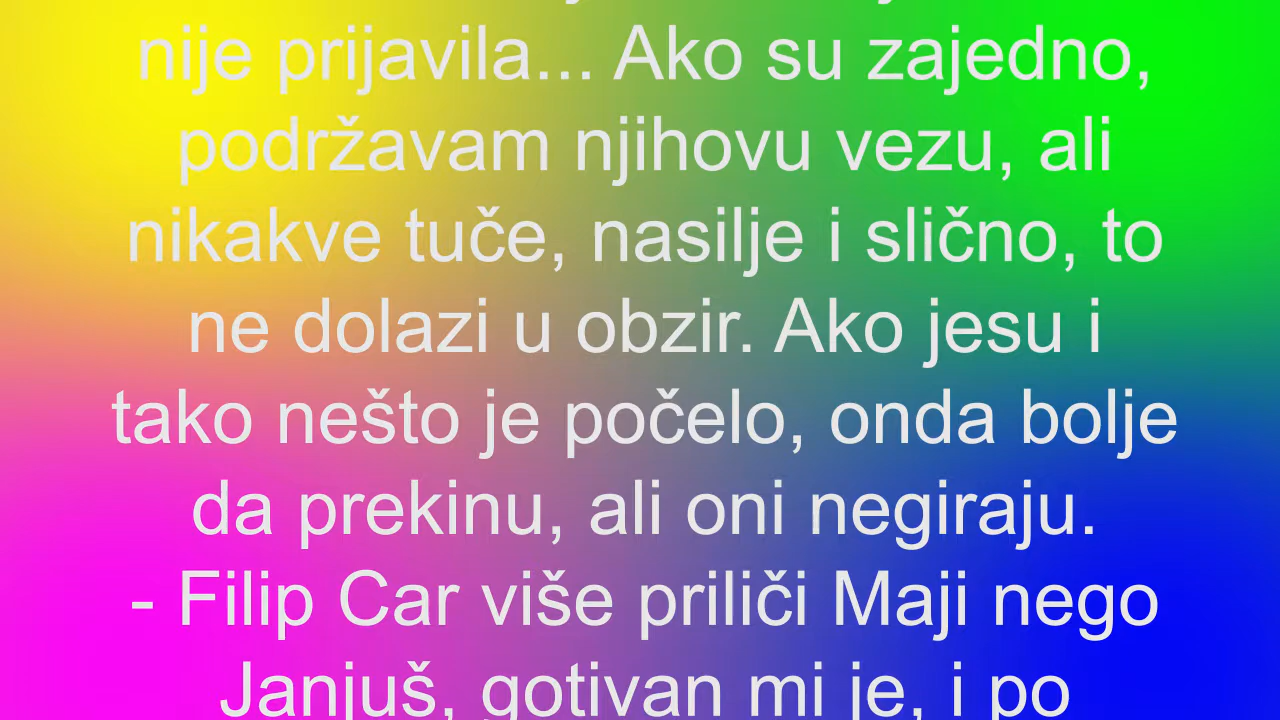 nije prijavila... Ako su zajedno,
podržavam njihovu vezu, ali
nikakve tuče, nasilje i slično, to
ne dolazi u obzir. Ako jesu i
tako nešto je počelo, onda bolje
da prekinu, ali oni negiraju.
- Filip Car više priliči Maji nego
Janjuš, gotivan mi je, i po